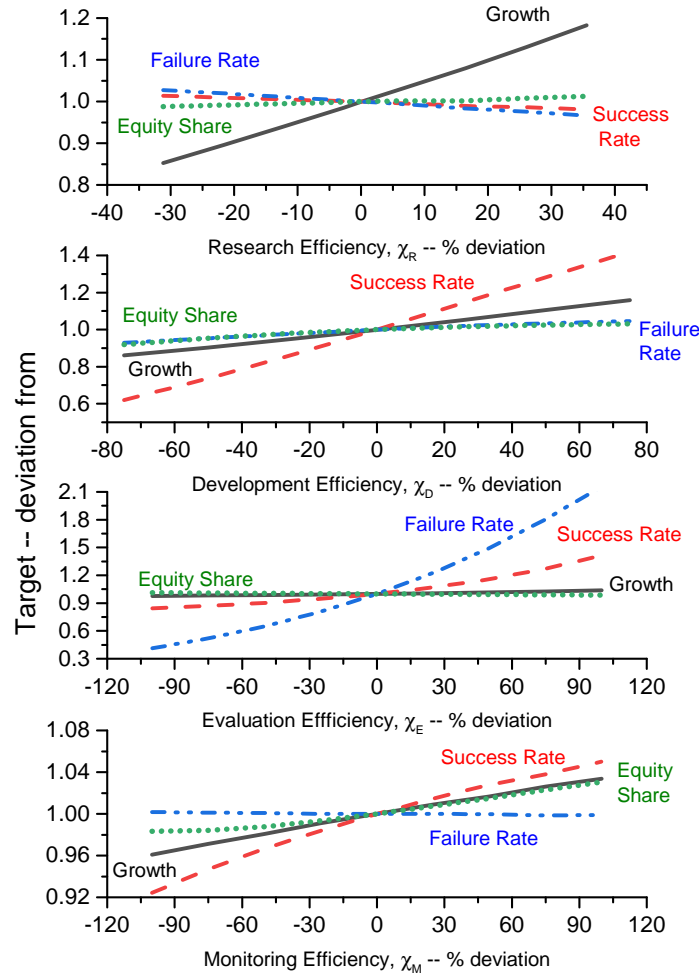 Target -- deviation from
1.2
1.1
1.0
0.9
0.8
Growth
Failure Rate
Equity Share
Success
Rate
-40 -30 -20 -10 0 10 20 30 40
Research Efficiency, χR -- % deviation
1.4
1.2
1.0
0.8
0.6
Success Rate
Equity Share
Growth
Failure
Rate
-80 -60 -40 -20 0 20 40 60 80
Development Efficiency, χD -- % deviation
2.1
1.8
1.5
1.2
0.9
0.6
0.3
Failure Rate
Success Rate
Equity Share
Growth
-120 -90 -60 -30 0 30 60 90 120
Evaluation Effficiency, χE -- % deviation
1.08
1.04
1.00
0.96
0.92
Success Rate
Equity
Share
Failure Rate
Growth
-120 -90 -60 -30 0 30 60 90 120
Monitoring Efficiency, χM -- % deviation